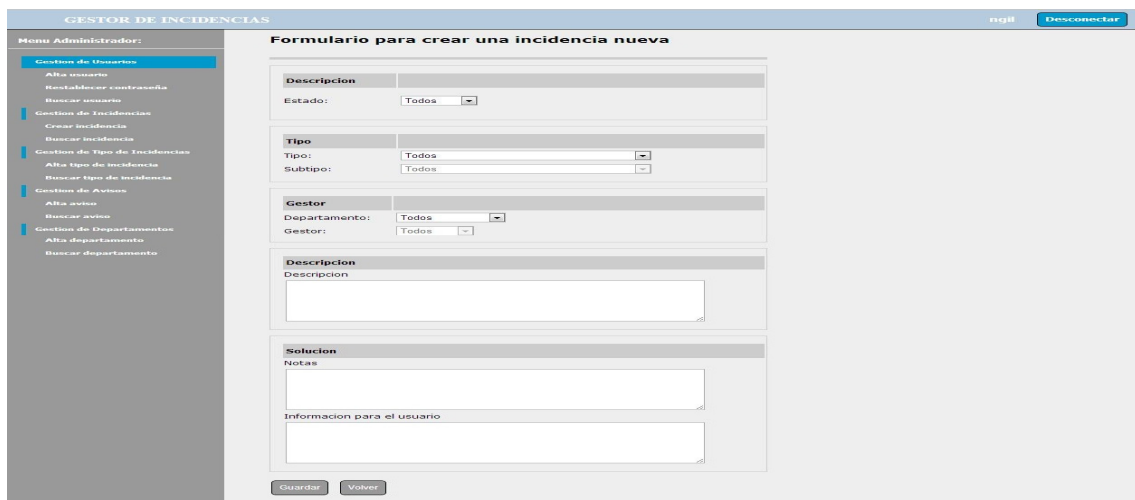 GESTOR DE INCIDENCIAS
ngil
Desconectar
Menu Administrador:
Gestion de Usuarios
Alta usuario
Restablecer contraseña
Buscar usuario
Gestion de Incidencias
Crear incidencia
Buscar incidencia
Gestion de Tipo de Incidencias
Alta tipo de incidencia
Buscar tipo de incidencia
Gestion de Avisos
Alta aviso
Buscar aviso
Gestion de Departamentos
Alta departamento
Buscar departamento
Formulario para crear una incidencia nueva
Descripcion
Estado: Todos
Tipo
Tipo: Todos
Subtipo: Todos
Gestor
Departamento: Todos
Gestor: Todos
Descripcion
Descripcion
Solucion
Notas
Informacion para el usuario
Guardar Volver